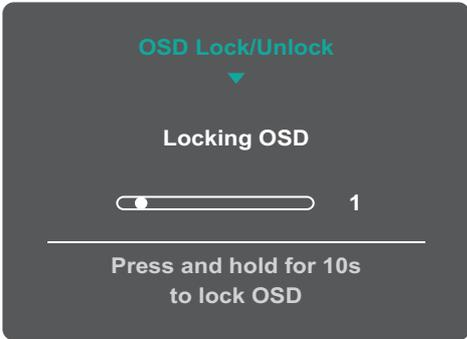 OSD Lock/Unlock
Locking OSD
1
Press and hold for 10s
to lock OSD